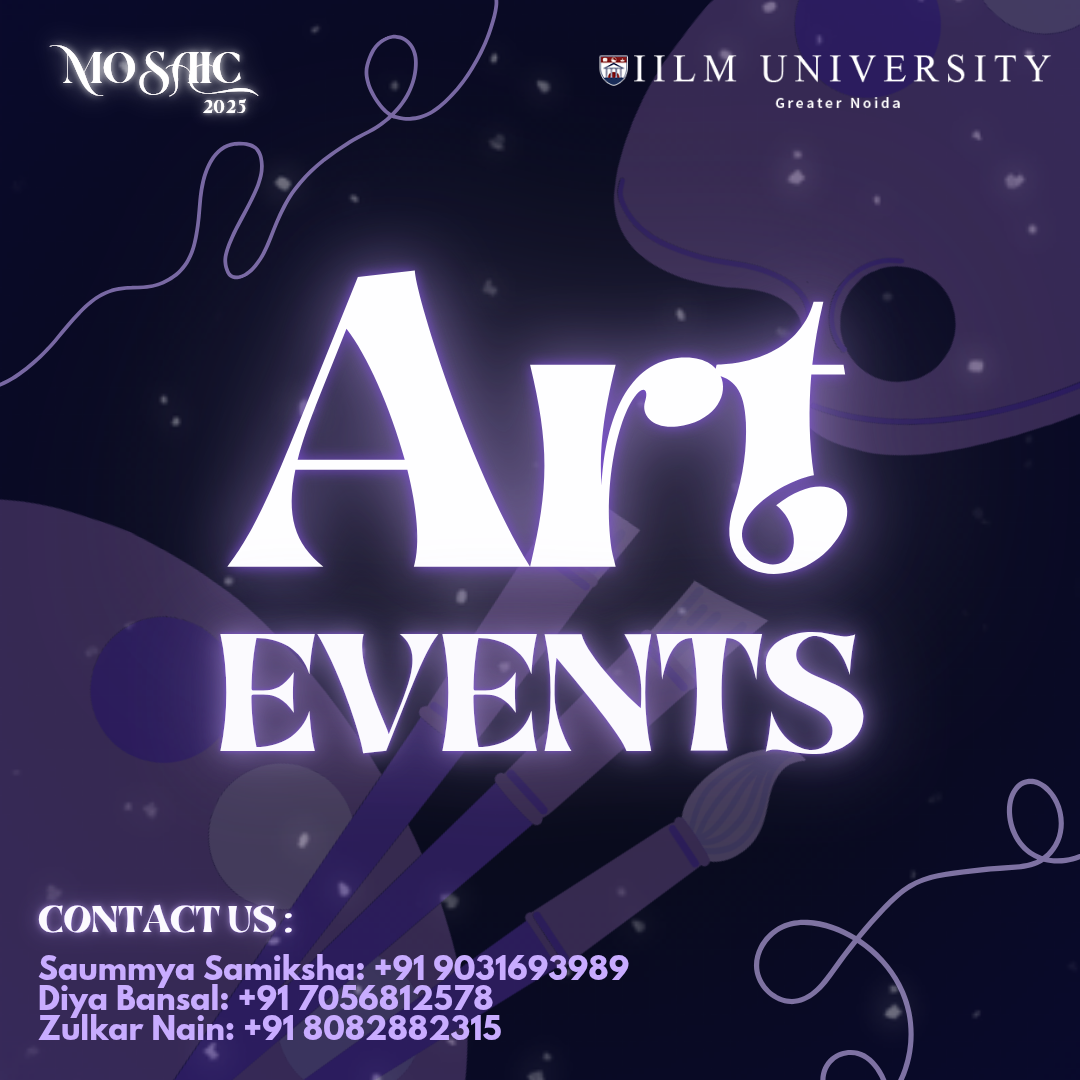 MOSAIC
2025
IILM UNIVERSITY
Greater Noida
Art
EVENTS
CONTACT US :
Saummya Samiksha: +91 9031693989
Diya Bansal: +91 7056812578
Zulkar Nain: +91 8082882315